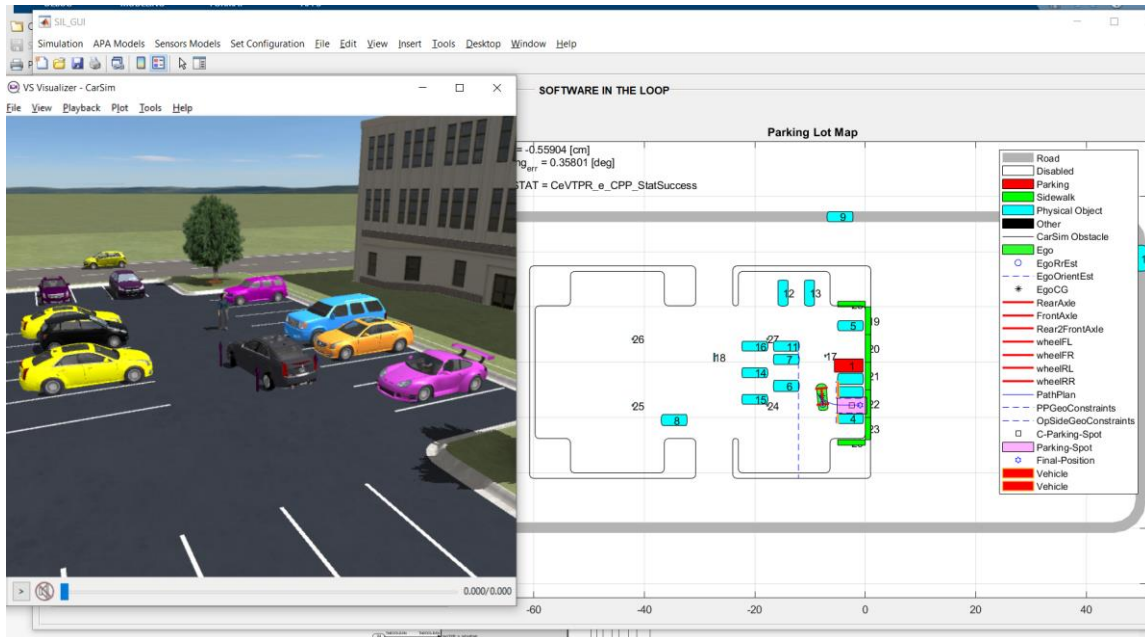 SIL_GUI
Simulation APA Models Sensors Models Set Configuration File Edit View Insert Tools Desktop Window Help
VS Visualizer - CarSim
File View Playback Plot Tools Help
0.000/0.000
SOFTWARE IN THE LOOP
Parking Lot Map
= -0.55904 [cm]
ng_err = 0.35801 [deg]
STAT = CeVTPR_e_CPP_StatSuccess
9
12 13
5 19
26 18 16 27 11 7 17 1 20
14 21
25 8 15 24 6 22
4 23
-60 -40 -20 0 20 40
Road
Disabled
Parking
Sidewalk
Physical Object
Other
CarSim Obstacle
Ego
EgoRrEst
EgoOrientEst
EgoCG
RearAxle
FrontAxle
Rear2FrontAxle
wheelFL
wheelFR
wheelRL
wheelRR
PathPlan
PPGeoConstraints
OpSideGeoConstraints
C-Parking-Spot
Parking-Spot
Final-Position
Vehicle
Vehicle